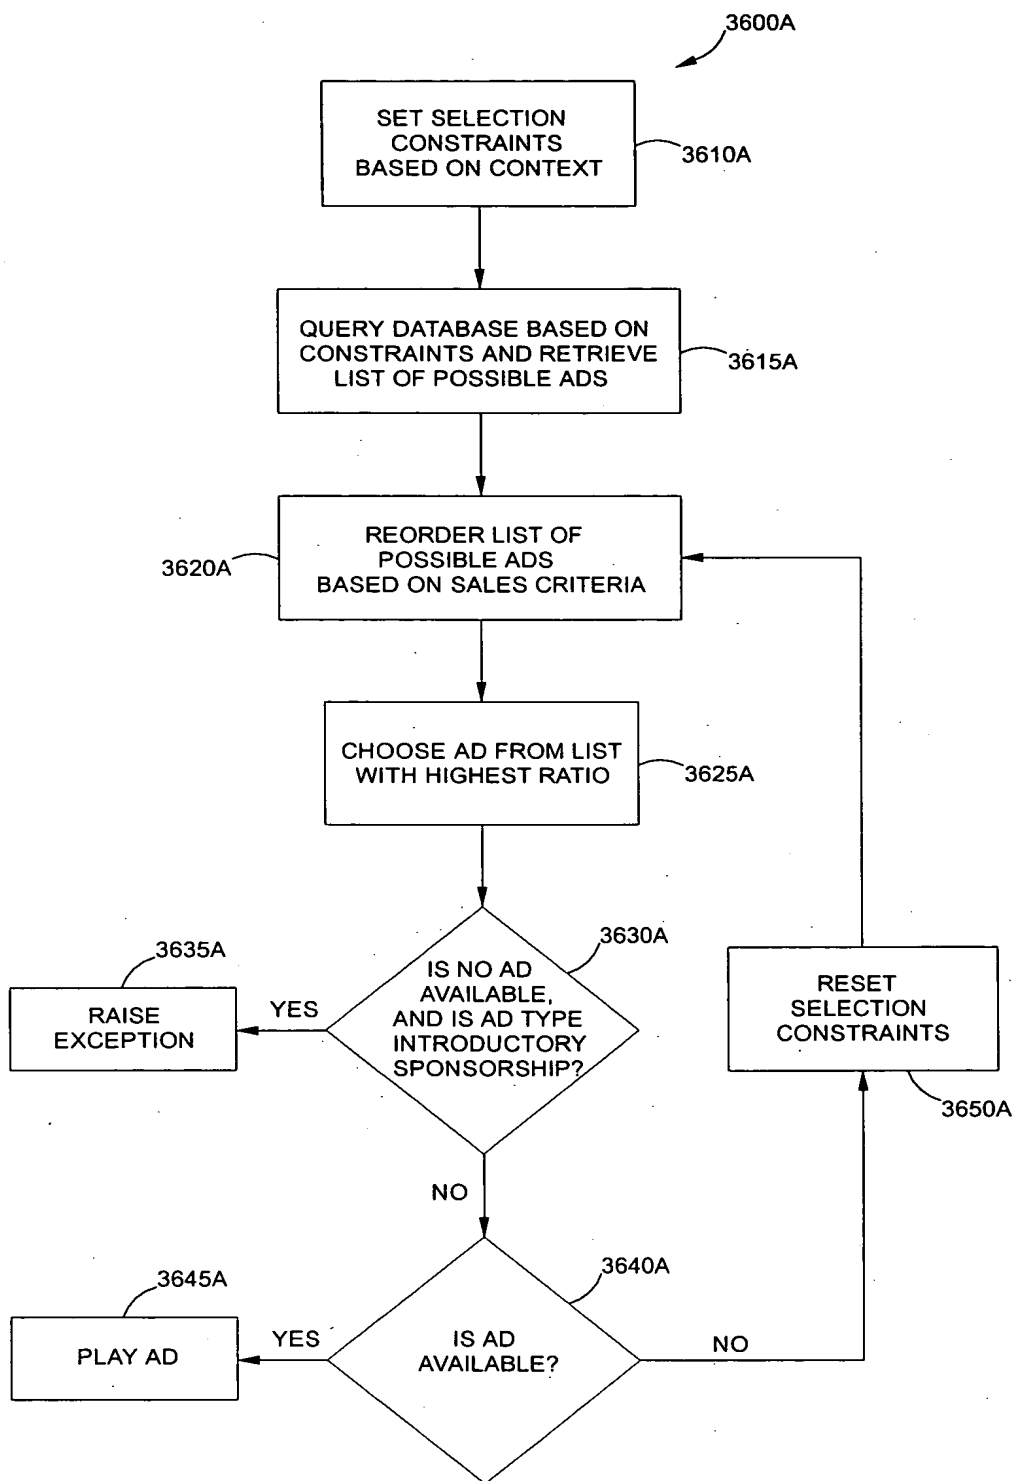 3600A
SET SELECTION
CONSTRAINTS
BASED ON CONTEXT
3610A
QUERY DATABASE BASED ON
CONSTRAINTS AND RETRIEVE
LIST OF POSSIBLE ADS
3615A
REORDER LIST OF
POSSIBLE ADS
BASED ON SALES CRITERIA
3620A
CHOOSE AD FROM LIST
WITH HIGHEST RATIO
3625A
3630A
IS NO AD
AVAILABLE,
AND IS AD TYPE
INTRODUCTORY
SPONSORSHIP?
YES
3635A
RAISE
EXCEPTION
RESET
SELECTION
CONSTRAINTS
3650A
NO
3640A
IS AD
AVAILABLE?
YES
3645A
PLAY AD
NO